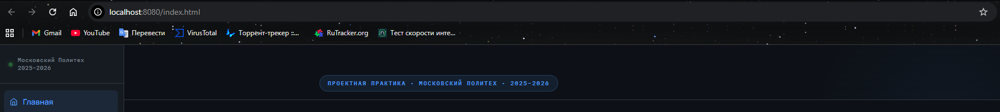 localhost:8080/index.html
Gmail YouTube Перевести VirusTotal Торрент-трекер ::... RuTracker.org Тест скорости инте...
Московский Политех
2025–2026
ПРОЕКТНАЯ ПРАКТИКА · МОСКОВСКИЙ ПОЛИТЕХ · 2025–2026
Главная